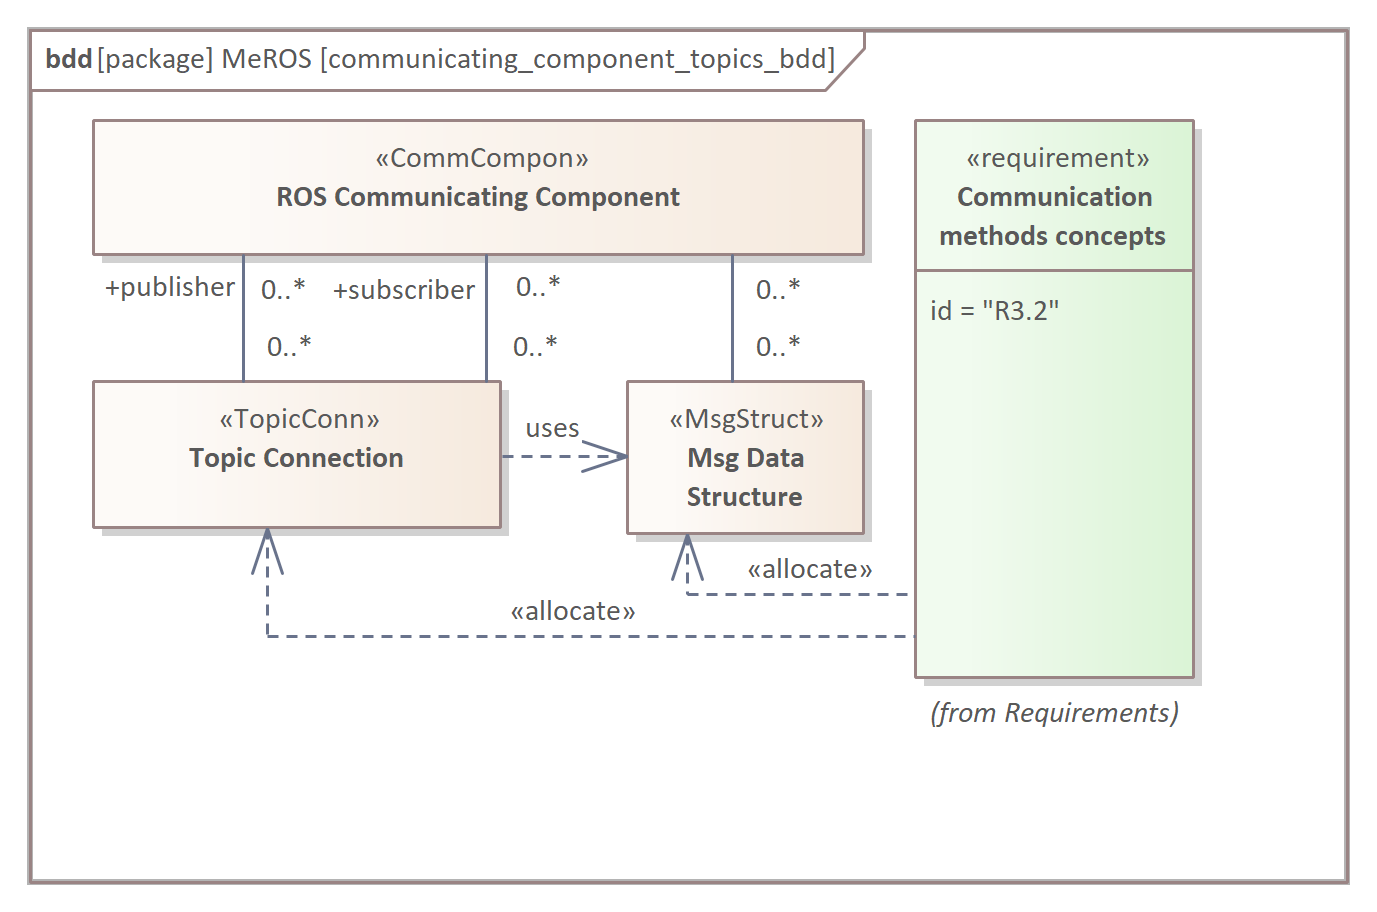 bdd [package] MeROS [communicating_component_topics_bdd]
«CommCompon»
ROS Communicating Component
«requirement»
Communication
methods concepts
id = "R3.2"
+publisher
0..*
+subscriber
0..*
0..*
0..*
0..*
0..*
«TopicConn»
Topic Connection
uses
«MsgStruct»
Msg Data
Structure
«allocate»
«allocate»
(from Requirements)